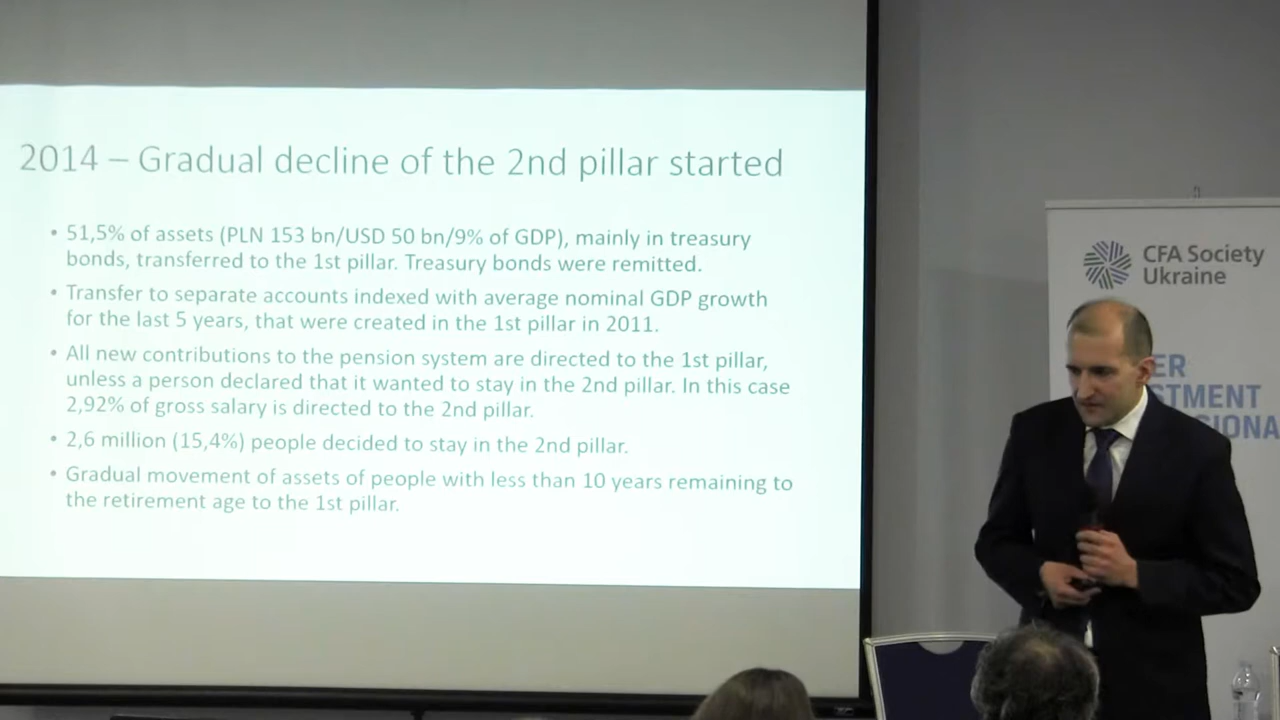 2014 – Gradual decline of the 2nd pillar started
• 51,5% of assets (PLN 153 bn/USD 50 bn/9% of GDP), mainly in treasury
bonds, transferred to the 1st pillar. Treasury bonds were remitted.
• Transfer to separate accounts indexed with average nominal GDP growth
for the last 5 years, that were created in the 1st pillar in 2011.
• All new contributions to the pension system are directed to the 1st pillar,
unless a person declared that it wanted to stay in the 2nd pillar. In this case
2,92% of gross salary is directed to the 2nd pillar.
• 2,6 million (15,4%) people decided to stay in the 2nd pillar.
• Gradual movement of assets of people with less than 10 years remaining to
the retirement age to the 1st pillar.
CFA Society
Ukraine